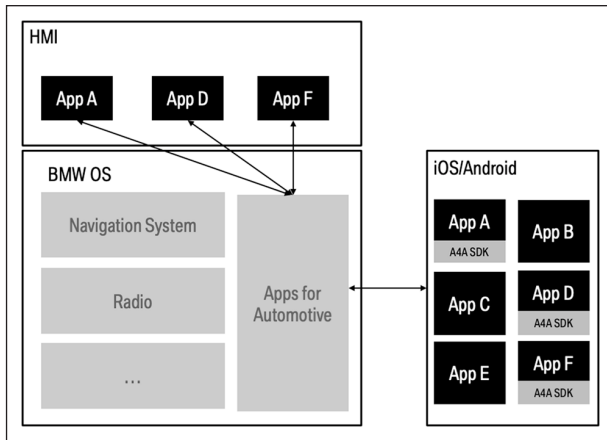 HMI
App A
App D
App F
BMW OS
Navigation System
Radio
...
Apps for
Automotive
iOS/Android
App A
A4A SDK
App B
App C
App D
A4A SDK
App E
App F
A4A SDK